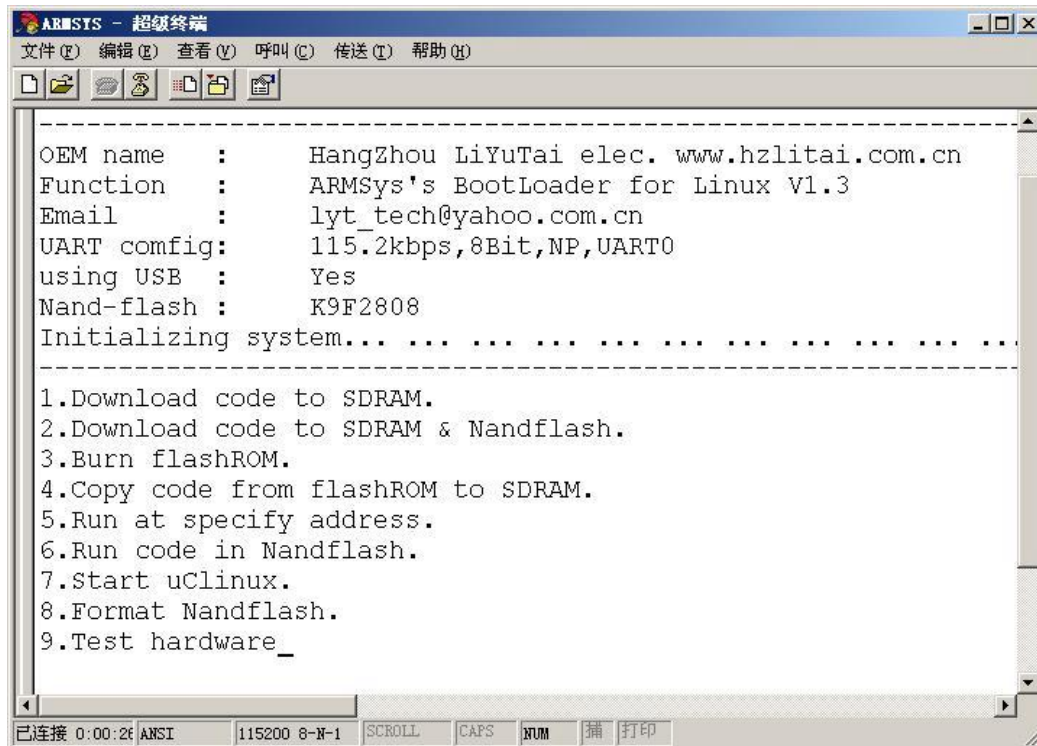 ARMSYS - 超级终端
文件(F) 编辑(E) 查看(V) 呼叫(C) 传送(T) 帮助(H)
OEM name : HangZhou LiYuTai elec. www.hzlitai.com.cn
Function : ARMSys's BootLoader for Linux V1.3
Email : lyt_tech@yahoo.com.cn
UART comfig: 115.2kbps,8Bit,NP,UART0
using USB : Yes
Nand-flash : K9F2808
Initializing system... ... ... ... ... ... ... ... ... ... ..
1.Download code to SDRAM.
2.Download code to SDRAM & Nandflash.
3.Burn flashROM.
4.Copy code from flashROM to SDRAM.
5.Run at specify address.
6.Run code in Nandflash.
7.Start uClinux.
8.Format Nandflash.
9.Test hardware_
已连接 0:00:26 ANSI 115200 8-N-1 SCROLL CAPS NUM 捕 打印